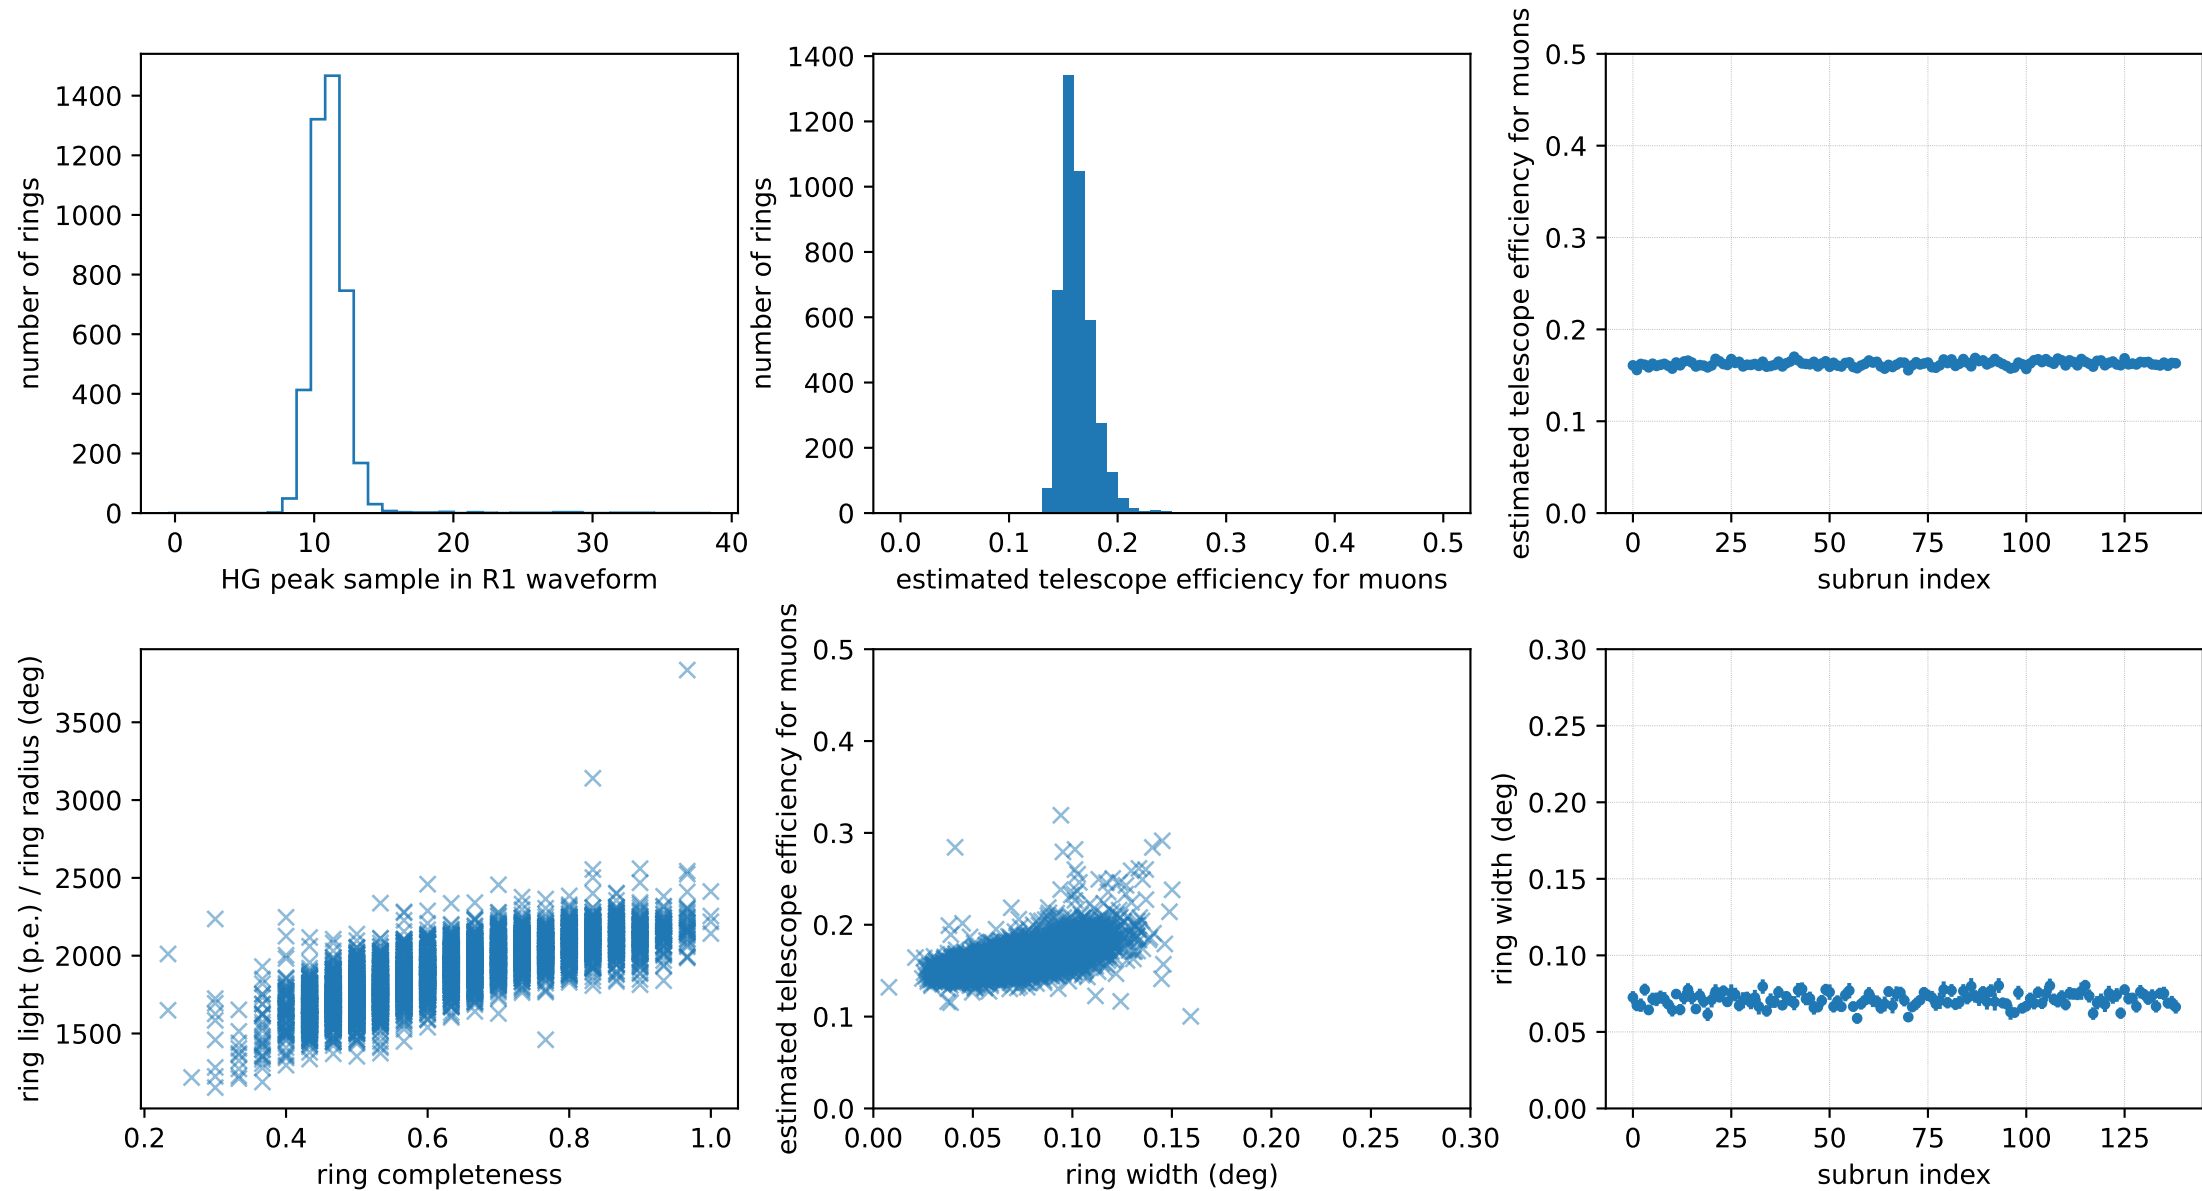 number of rings
1400
1200
1000
800
600
400
200
0
0 10 20 30 40
HG peak sample in R1 waveform
number of rings
1400
1200
1000
800
600
400
200
0
0.0 0.1 0.2 0.3 0.4 0.5
estimated telescope efficiency for muons
estimated telescope efficiency for muons
0.5
0.4
0.3
0.2
0.1
0.0
0 25 50 75 100 125
subrun index
ring light (p.e.) / ring radius (deg)
3500
3000
2500
2000
1500
0.2 0.4 0.6 0.8 1.0
ring completeness
estimated telescope efficiency for muons
0.5
0.4
0.3
0.2
0.1
0.0
0.00 0.05 0.10 0.15 0.20 0.25 0.30
ring width (deg)
ring width (deg)
0.30
0.25
0.20
0.15
0.10
0.05
0.00
0 25 50 75 100 125
subrun index